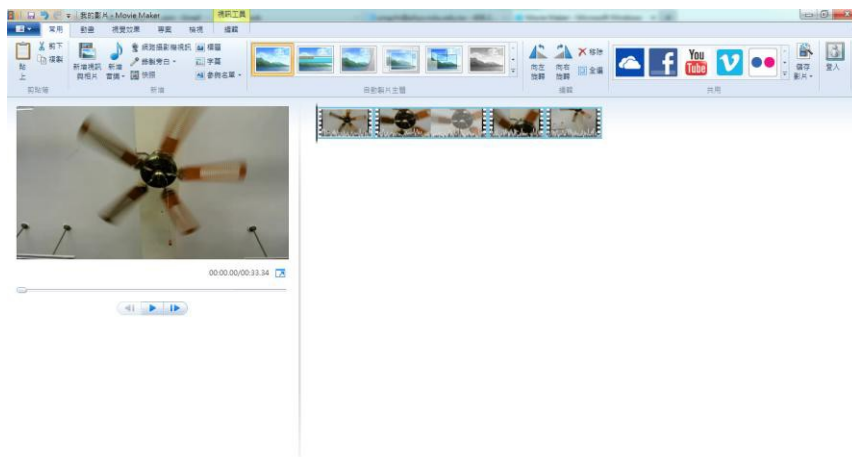 我的影片 - Movie Maker
視訊工具
常用 動畫 視覺效果 專案 檢視 編輯
貼上
剪下
複製
新增視訊與相片
新增音樂
網路攝影機視訊
錄製旁白
快照
標題
字幕
參與名單
向左旋轉
向右旋轉
移除
全選
You
Tube
儲存影片
登入
剪貼簿 新增 自動製片主題 編輯 共用
00:00.00/00:33.34